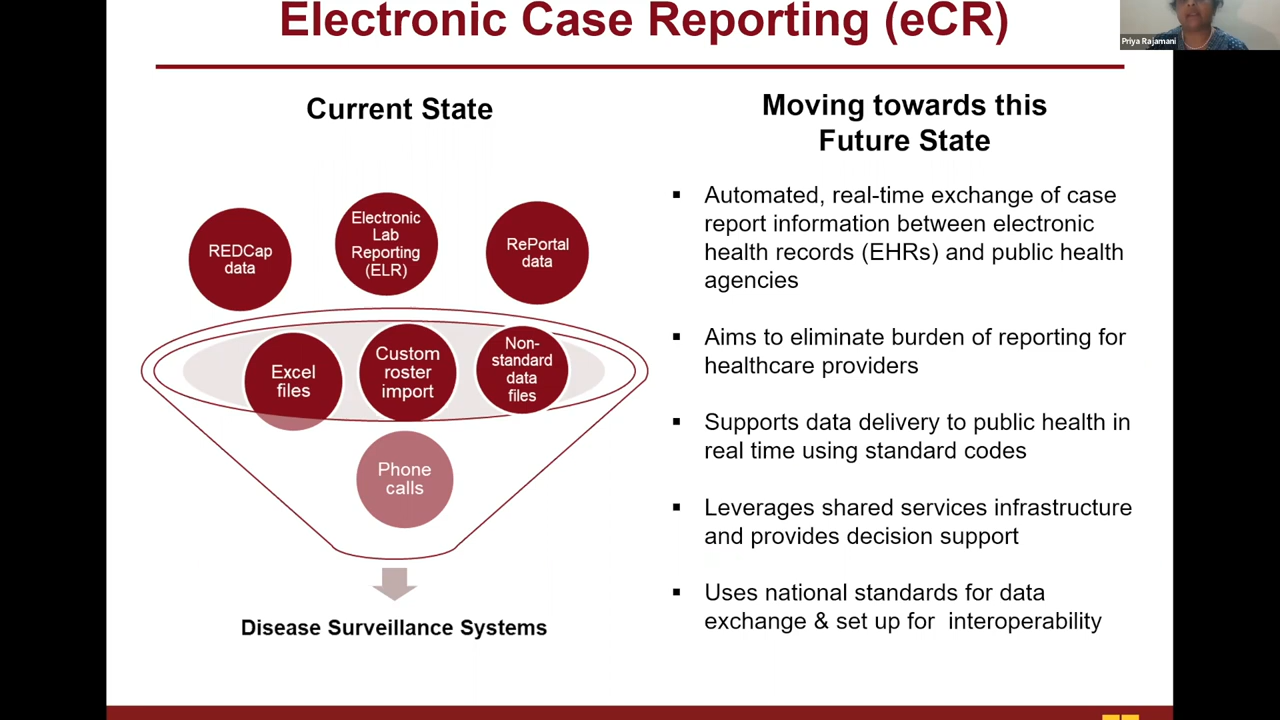 Electronic Case Reporting (eCR)
Priya Rajamani
Current State
REDCap
data
Electronic
Lab
Reporting
(ELR)
RePortal
data
Excel
files
Custom
roster
import
Non-
standard
data
files
Phone
calls
Disease Surveillance Systems
Moving towards this
Future State
▪ Automated, real-time exchange of case
report information between electronic
health records (EHRs) and public health
agencies
▪ Aims to eliminate burden of reporting for
healthcare providers
▪ Supports data delivery to public health in
real time using standard codes
▪ Leverages shared services infrastructure
and provides decision support
▪ Uses national standards for data
exchange & set up for interoperability